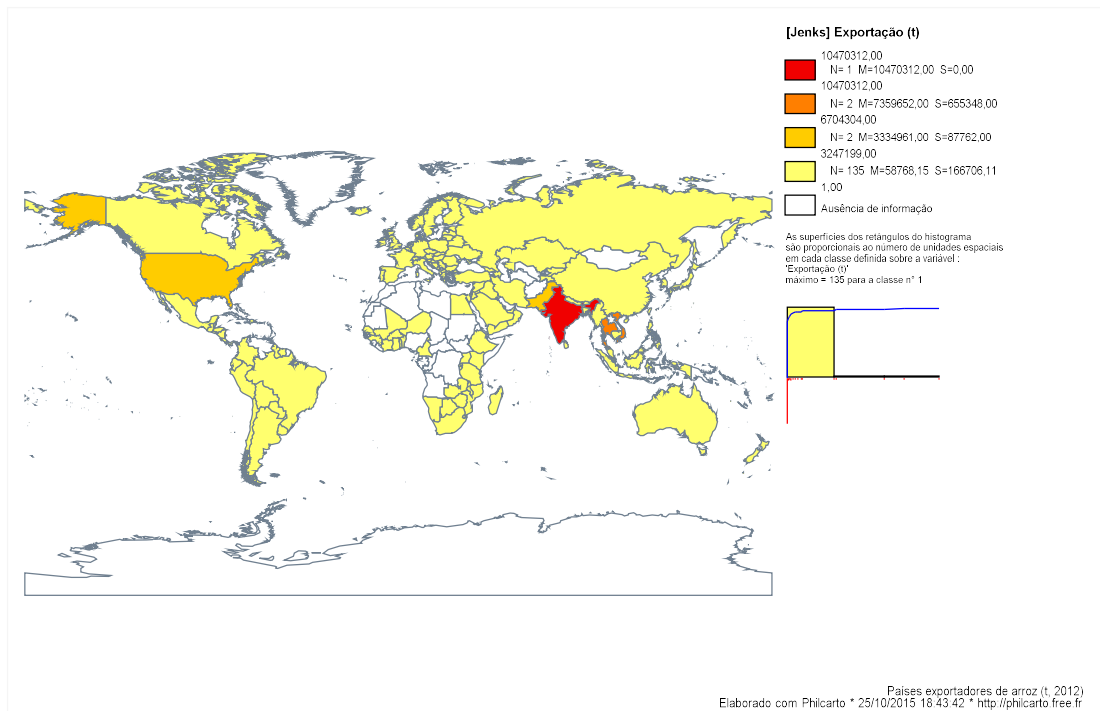 [Jenks] Exportação (t)
10470312,00
N= 1 M=10470312,00 S=0,00
10470312,00
N= 2 M=7359652,00 S=655348,00
6704304,00
N= 2 M=3334961,00 S=87762,00
3247199,00
N= 135 M=58768,15 S=166706,11
1,00
Ausência de informação
As superfícies dos retângulos do histograma
são proporcionais ao número de unidades espaciais
em cada classe definida sobre a variável :
'Exportação (t)'
máximo = 135 para a classe n° 1
Países exportadores de arroz (t, 2012)
Elaborado com Philcarto * 25/10/2015 18:43:42 * http://philcarto.free.fr